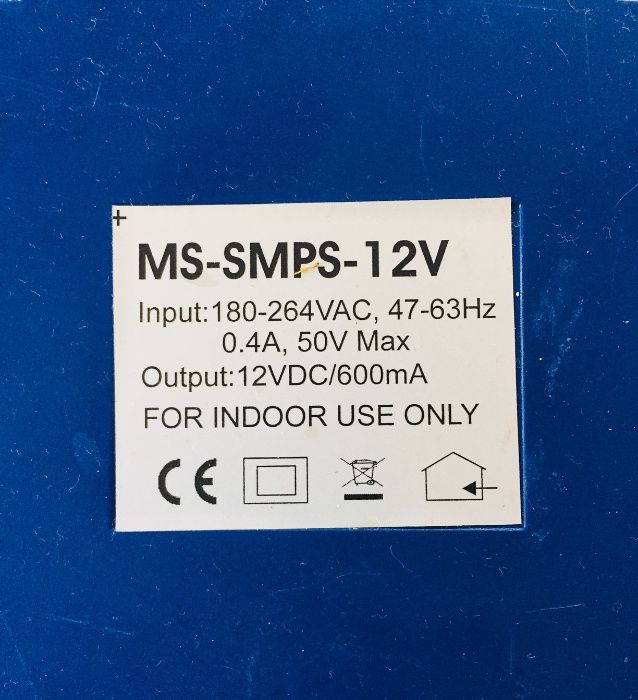 MS-SMPS-12V
Input:180-264VAC, 47-63Hz
0.4A, 50V Max
Output:12VDC/600mA
FOR INDOOR USE ONLY
CE